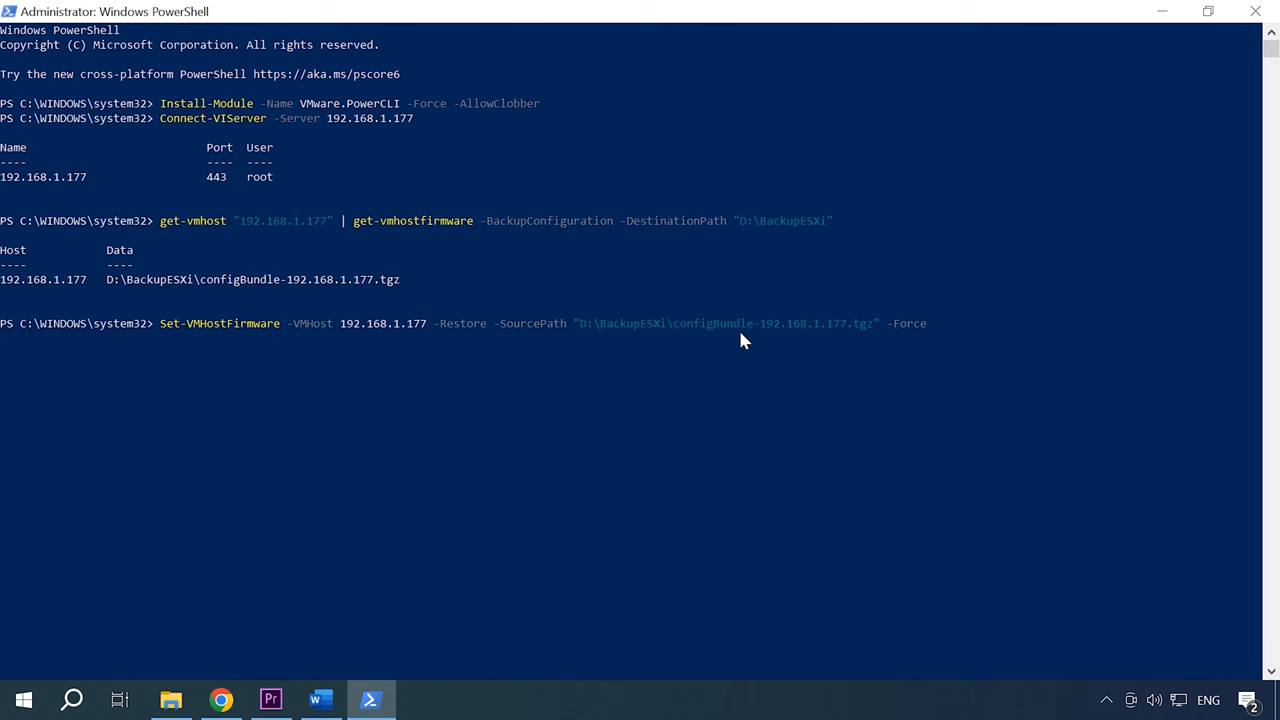 Administrator: Windows PowerShell
Windows PowerShell
Copyright (C) Microsoft Corporation. All rights reserved.
Try the new cross-platform PowerShell https://aka.ms/pscore6
PS C:\WINDOWS\system32> Install-Module -Name VMware.PowerCLI -Force -AllowClobber
PS C:\WINDOWS\system32> Connect-VIServer -Server 192.168.1.177
Name Port User
---- ---- ----
192.168.1.177 443 root
PS C:\WINDOWS\system32> get-vmhost "192.168.1.177" | get-vmhostfirmware -BackupConfiguration -DestinationPath "D:\BackupESXi"
Host Data
---- ----
192.168.1.177 D:\BackupESXi\configBundle-192.168.1.177.tgz
PS C:\WINDOWS\system32> Set-VMHostFirmware -VMHost 192.168.1.177 -Restore -SourcePath "D:\BackupESXi\configBundle-192.168.1.177.tgz" -Force
Pr W ENG 2